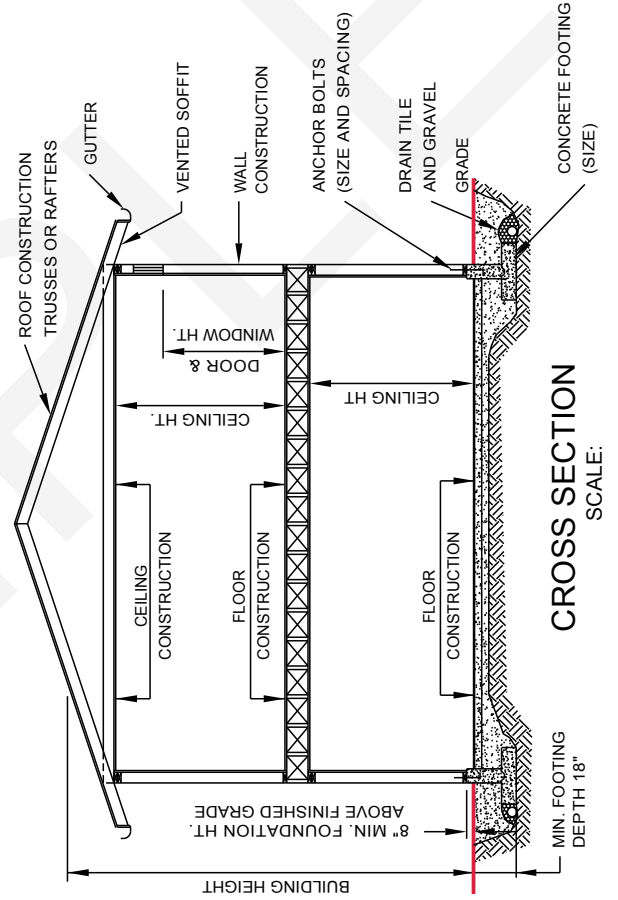 ROOF CONSTRUCTION
TRUSSES OR RAFTERS
GUTTER
VENTED SOFFIT
WALL
CONSTRUCTION
ANCHOR BOLTS
(SIZE AND SPACING)
DRAIN TILE
AND GRAVEL
GRADE
CONCRETE FOOTING
(SIZE)
DOOR &
WINDOW HT.
CEILING HT.
CEILING HT
CEILING
CONSTRUCTION
FLOOR
CONSTRUCTION
FLOOR
CONSTRUCTION
8" MIN. FOUNDATION HT.
ABOVE FINISHED GRADE
BUILDING HEIGHT
MIN. FOOTING
DEPTH 18"
CROSS SECTION
SCALE: